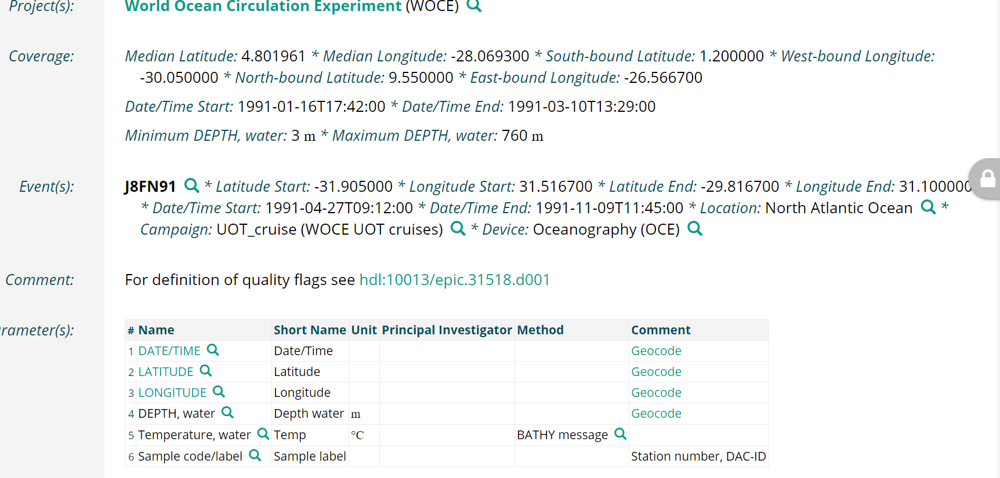 Project(s): World Ocean Circulation Experiment (WOCE)
Coverage: Median Latitude: 4.801961 * Median Longitude: -28.069300 * South-bound Latitude: 1.200000 * West-bound Longitude:
-30.050000 * North-bound Latitude: 9.550000 * East-bound Longitude: -26.566700
Date/Time Start: 1991-01-16T17:42:00 * Date/Time End: 1991-03-10T13:29:00
Minimum DEPTH, water: 3 m * Maximum DEPTH, water: 760 m
Event(s): J8FN91 * Latitude Start: -31.905000 * Longitude Start: 31.516700 * Latitude End: -29.816700 * Longitude End: 31.100000
* Date/Time Start: 1991-04-27T09:12:00 * Date/Time End: 1991-11-09T11:45:00 * Location: North Atlantic Ocean *
Campaign: UOT_cruise (WOCE UOT cruises) * Device: Oceanography (OCE)
Comment: For definition of quality flags see hdl:10013/epic.31518.d001
rameter(s): # Name Short Name Unit Principal Investigator Method Comment
1 DATE/TIME Date/Time Geocode
2 LATITUDE Latitude Geocode
3 LONGITUDE Longitude Geocode
4 DEPTH, water Depth water m Geocode
5 Temperature, water Temp °C BATHY message
6 Sample code/label Sample label Station number, DAC-ID